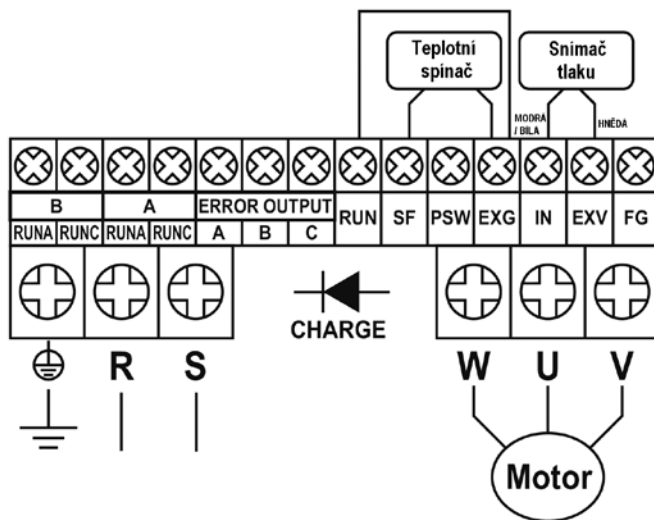 Teplotní
spínač
Snímač
tlaku
MODRÁ
/ BÍLA
HNĚDÁ
B A ERROR OUTPUT RUN SF PSW EXG IN EXV FG
RUNA RUNC RUNA RUNC A B C
CHARGE
R S W U V
Motor